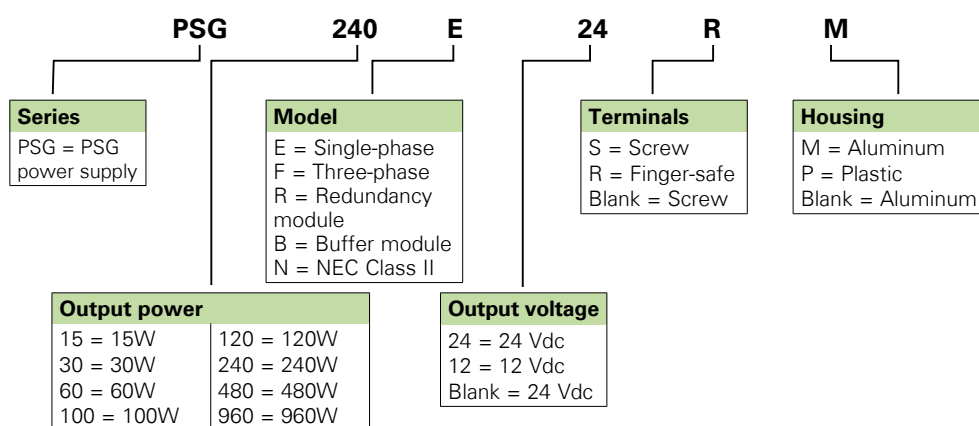 PSG 240 E 24 R M
Series
PSG = PSG
power supply
Model
E = Single-phase
F = Three-phase
R = Redundancy
module
B = Buffer module
N = NEC Class II
Terminals
S = Screw
R = Finger-safe
Blank = Screw
Housing
M = Aluminum
P = Plastic
Blank = Aluminum
Output power
15 = 15W 120 = 120W
30 = 30W 240 = 240W
60 = 60W 480 = 480W
100 = 100W 960 = 960W
Output voltage
24 = 24 Vdc
12 = 12 Vdc
Blank = 24 Vdc